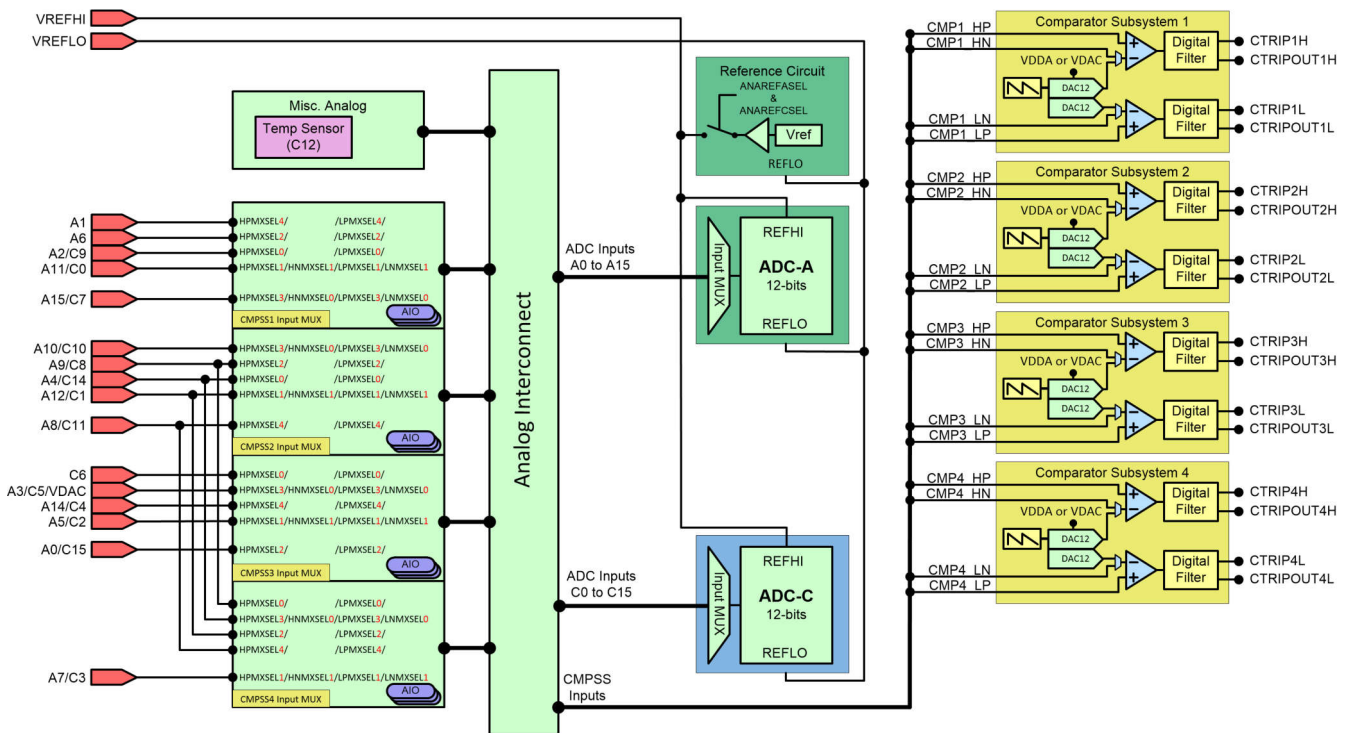 VREFHI
VREFLO
Misc. Analog
Temp Sensor
(C12)
A1
A6
A2/C9
A11/C0
A15/C7
HPMXSEL4/ /LPMXSEL4/
HPMXSEL2/ /LPMXSEL2/
HPMXSEL0/ /LPMXSEL0/
HPMXSEL1/HNMXSEL1/LPMXSEL1/LNMXSEL1
HPMXSEL3/HNMXSEL0/LPMXSEL3/LNMXSEL0
AIO
CMPSS1 Input MUX
A10/C10
A9/C8
A4/C14
A12/C1
A8/C11
HPMXSEL3/HNMXSEL0/LPMXSEL3/LNMXSEL0
HPMXSEL2/ /LPMXSEL2/
HPMXSEL0/ /LPMXSEL0/
HPMXSEL1/HNMXSEL1/LPMXSEL1/LNMXSEL1
HPMXSEL4/ /LPMXSEL4/
AIO
CMPSS2 Input MUX
C6
A3/C5/VDAC
A14/C4
A5/C2
A0/C15
HPMXSEL0/ /LPMXSEL0/
HPMXSEL3/HNMXSEL0/LPMXSEL3/LNMXSEL0
HPMXSEL4/ /LPMXSEL4/
HPMXSEL1/HNMXSEL1/LPMXSEL1/LNMXSEL1
HPMXSEL2/ /LPMXSEL2/
AIO
CMPSS3 Input MUX
HPMXSEL0/ /LPMXSEL0/
HPMXSEL3/HNMXSEL0/LPMXSEL3/LNMXSEL0
HPMXSEL2/ /LPMXSEL2/
HPMXSEL4/ /LPMXSEL4/
A7/C3
HPMXSEL1/HNMXSEL1/LPMXSEL1/LNMXSEL1
AIO
CMPSS4 Input MUX
Analog Interconnect
ADC Inputs
A0 to A15
ADC Inputs
C0 to C15
CMPSS
Inputs
Reference Circuit
ANAREFASEL
&
ANAREFCSEL
Vref
REFLO
Input MUX
REFHI
ADC-A
12-bits
REFLO
Input MUX
REFHI
ADC-C
12-bits
REFLO
Comparator Subsystem 1
CMP1_HP
CMP1_HN
VDDA or VDAC
DAC12
DAC12
CMP1_LN
CMP1_LP
+
−
−
+
Digital
Filter
Digital
Filter
CTRIP1H
CTRIPOUT1H
CTRIP1L
CTRIPOUT1L
Comparator Subsystem 2
CMP2_HP
CMP2_HN
VDDA or VDAC
DAC12
DAC12
CMP2_LN
CMP2_LP
+
−
−
+
Digital
Filter
Digital
Filter
CTRIP2H
CTRIPOUT2H
CTRIP2L
CTRIPOUT2L
Comparator Subsystem 3
CMP3_HP
CMP3_HN
VDDA or VDAC
DAC12
DAC12
CMP3_LN
CMP3_LP
+
−
−
+
Digital
Filter
Digital
Filter
CTRIP3H
CTRIPOUT3H
CTRIP3L
CTRIPOUT3L
Comparator Subsystem 4
CMP4_HP
CMP4_HN
VDDA or VDAC
DAC12
DAC12
CMP4_LN
CMP4_LP
+
−
−
+
Digital
Filter
Digital
Filter
CTRIP4H
CTRIPOUT4H
CTRIP4L
CTRIPOUT4L